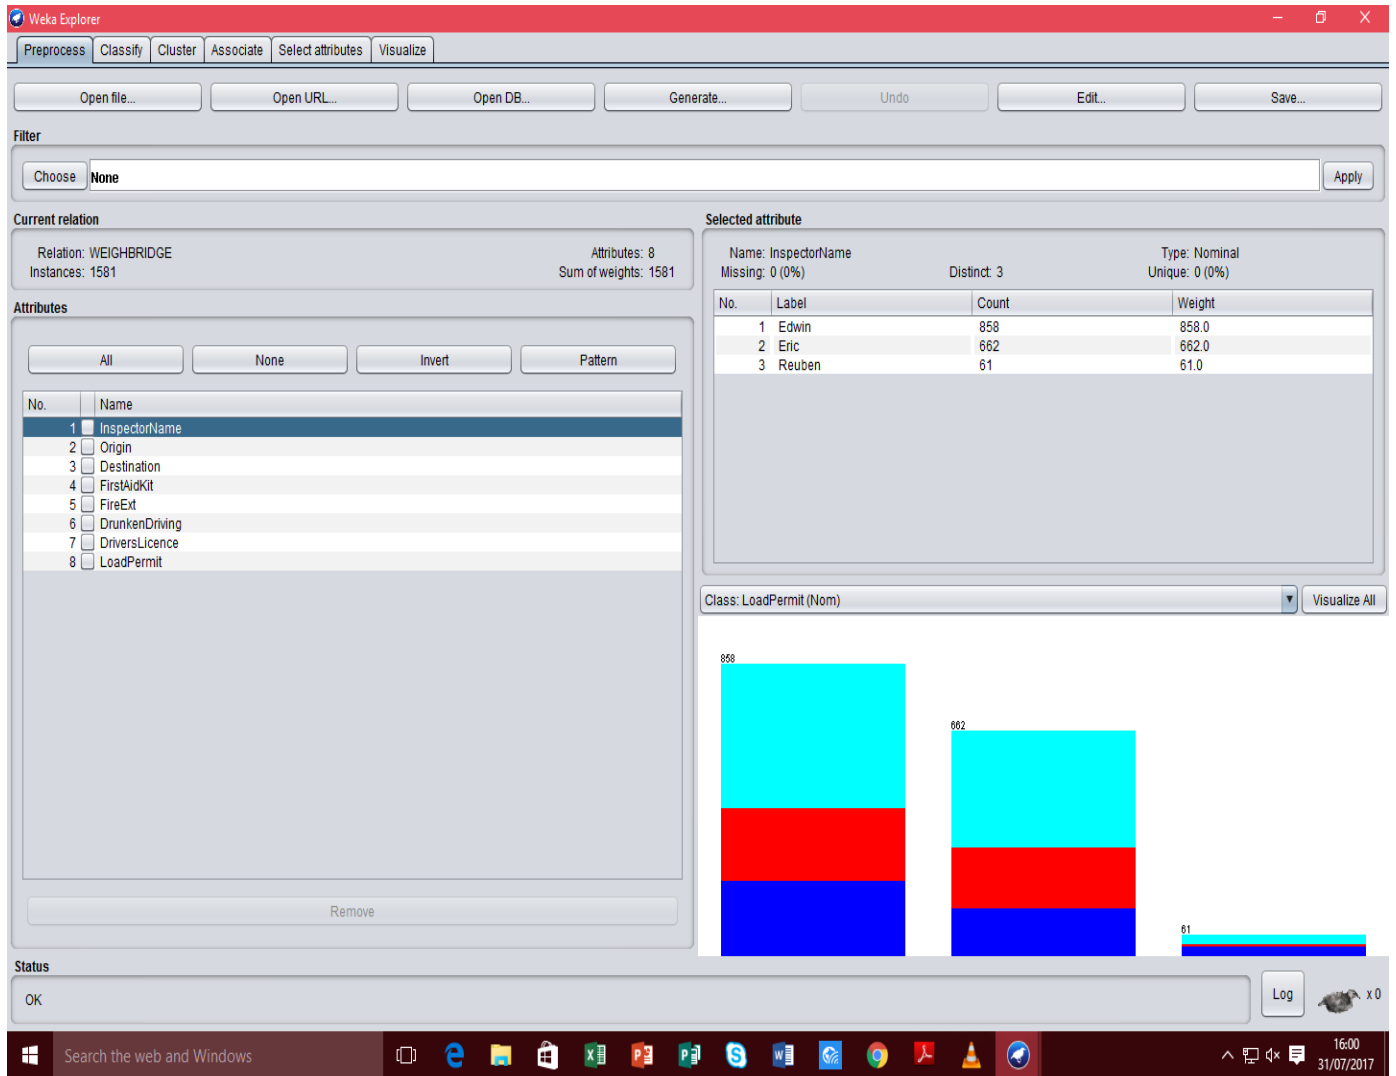 Weka Explorer
Preprocess Classify Cluster Associate Select attributes Visualize
Open file... Open URL... Open DB... Generate... Undo Edit... Save...
Filter
Choose None Apply
Current relation
Relation: WEIGHBRIDGE Attributes: 8
Instances: 1581 Sum of weights: 1581
Attributes
All None Invert Pattern
No. Name
1 InspectorName
2 Origin
3 Destination
4 FirstAidKit
5 FireExt
6 DrunkenDriving
7 DriversLicence
8 LoadPermit
Remove
Selected attribute
Name: InspectorName Type: Nominal
Missing: 0 (0%) Distinct: 3 Unique: 0 (0%)
No. Label Count Weight
1 Edwin 858 858.0
2 Eric 662 662.0
3 Reuben 61 61.0
Class: LoadPermit (Nom) Visualize All
858
662
61
Status
OK Log x 0
Search the web and Windows 16:00
31/07/2017